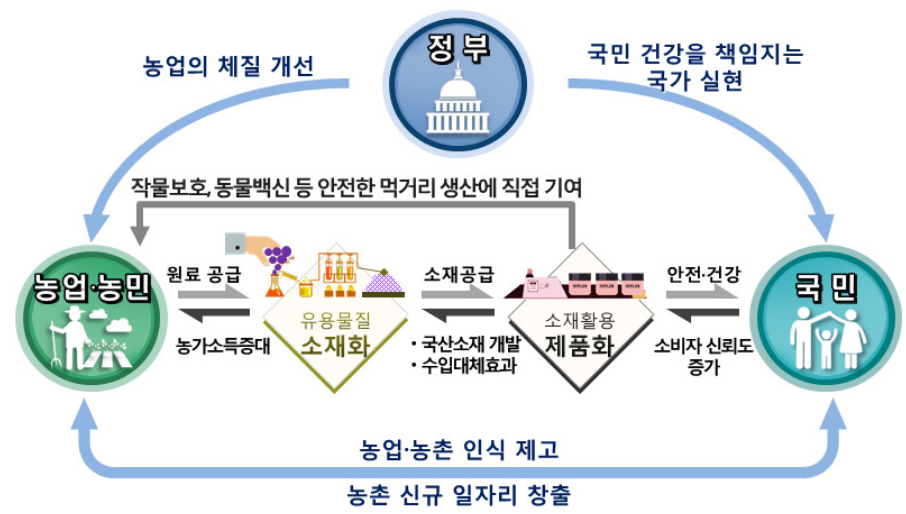 정부
농업의 체질 개선
국민 건강을 책임지는
국가 실현
작물보호, 동물백신 등 안전한 먹거리 생산에 직접 기여
농업·농민
원료 공급
농가소득증대
유용물질
소재화
소재공급
· 국산소재 개발
· 수입대체효과
소재활용
제품화
안전·건강
소비자 신뢰도
증가
국민
농업·농촌 인식 제고
농촌 신규 일자리 창출